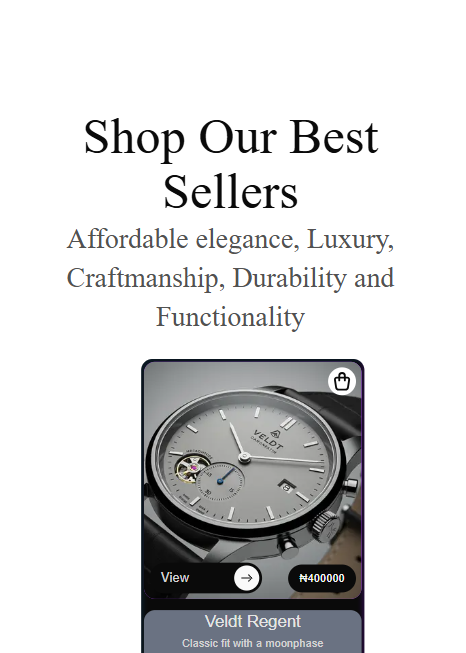 Shop Our Best
Sellers
Affordable elegance, Luxury,
Craftmanship, Durability and
Functionality
VELDT
View
₦400000
Veldt Regent
Classic fit with a moonphase